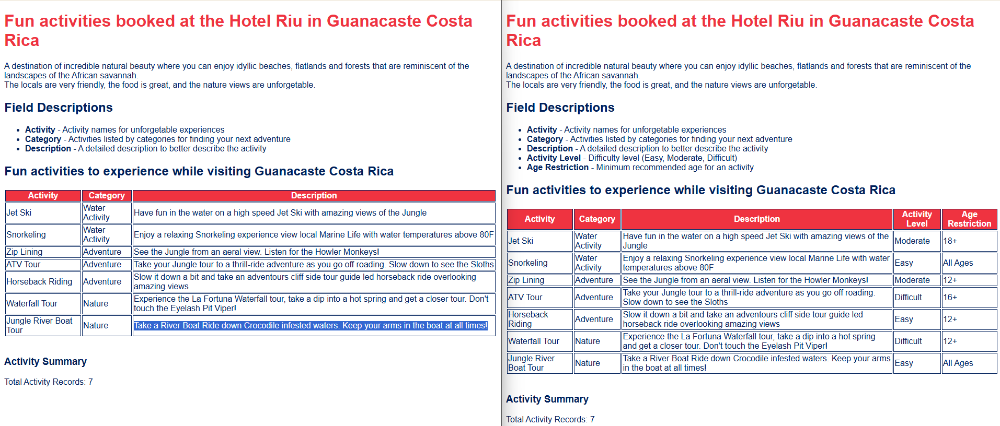 Fun activities booked at the Hotel Riu in Guanacaste Costa
Rica
A destination of incredible natural beauty where you can enjoy idyllic beaches, flatlands and forests that are reminiscent of the
landscapes of the African savannah.
The locals are very friendly, the food is great, and the nature views are unforgetable.
Field Descriptions
• Activity - Activity names for unforgetable experiences
• Category - Activities listed by categories for finding your next adventure
• Description - A detailed description to better describe the activity
Fun activities to experience while visiting Guanacaste Costa Rica
Activity Category Description
Jet Ski Water Activity Have fun in the water on a high speed Jet Ski with amazing views of the Jungle
Snorkeling Water Activity Enjoy a relaxing Snorkeling experience view local Marine Life with water temperatures above 80F
Zip Lining Adventure See the Jungle from an aeral view. Listen for the Howler Monkeys!
ATV Tour Adventure Take your Jungle tour to a thrill-ride adventure as you go off roading. Slow down to see the Sloths
Horseback Riding Adventure Slow it down a bit and take an adventours cliff side tour guide led horseback ride overlooking
amazing views
Waterfall Tour Nature Experience the La Fortuna Waterfall tour, take a dip into a hot spring and get a closer tour. Don't
touch the Eyelash Pit Viper!
Jungle River Boat Tour Nature Take a River Boat Ride down Crocodile infested waters. Keep your arms in the boat at all times!
Activity Summary
Total Activity Records: 7
Fun activities booked at the Hotel Riu in Guanacaste Costa
Rica
A destination of incredible natural beauty where you can enjoy idyllic beaches, flatlands and forests that are reminiscent of the
landscapes of the African savannah.
The locals are very friendly, the food is great, and the nature views are unforgetable.
Field Descriptions
• Activity - Activity names for unforgetable experiences
• Category - Activities listed by categories for finding your next adventure
• Description - A detailed description to better describe the activity
• Activity Level - Difficulty level (Easy, Moderate, Difficult)
• Age Restriction - Minimum recommended age for an activity
Fun activities to experience while visiting Guanacaste Costa Rica
Activity Category Description Activity Level Age Restriction
Jet Ski Water Activity Have fun in the water on a high speed Jet Ski with amazing views of the
Jungle Moderate 18+
Snorkeling Water Activity Enjoy a relaxing Snorkeling experience view local Marine Life with water
temperatures above 80F Easy All Ages
Zip Lining Adventure See the Jungle from an aeral view. Listen for the Howler Monkeys! Moderate 12+
ATV Tour Adventure Take your Jungle tour to a thrill-ride adventure as you go off roading.
Slow down to see the Sloths Difficult 16+
Horseback Riding Adventure Slow it down a bit and take an adventours cliff side tour guide led
horseback ride overlooking amazing views Easy 12+
Waterfall Tour Nature Experience the La Fortuna Waterfall tour, take a dip into a hot spring
and get a closer tour. Don't touch the Eyelash Pit Viper! Difficult 12+
Jungle River Boat Tour Nature Take a River Boat Ride down Crocodile infested waters. Keep your arms
in the boat at all times! Easy All Ages
Activity Summary
Total Activity Records: 7